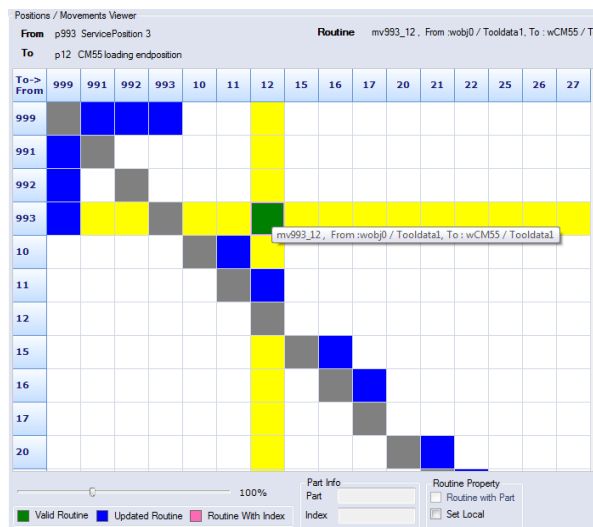 Positions / Movements Viewer
From p993 ServicePosition 3 Routine mv993_12 , From :wobj0 / Tooldata1, To : wCM55 / T
To p12 CM55 loading endposition
To-> 999 991 992 993 10 11 12 15 16 17 20 21 22 25 26 27
From
999
991
992
993
mv993_12 , From :wobj0 / Tooldata1, To : wCM55 / Tooldata1
10
11
12
15
16
17
20
100%
Part Info Routine Property
Part Routine with Part
Valid Routine Updated Routine Routine With Index Index Set Local